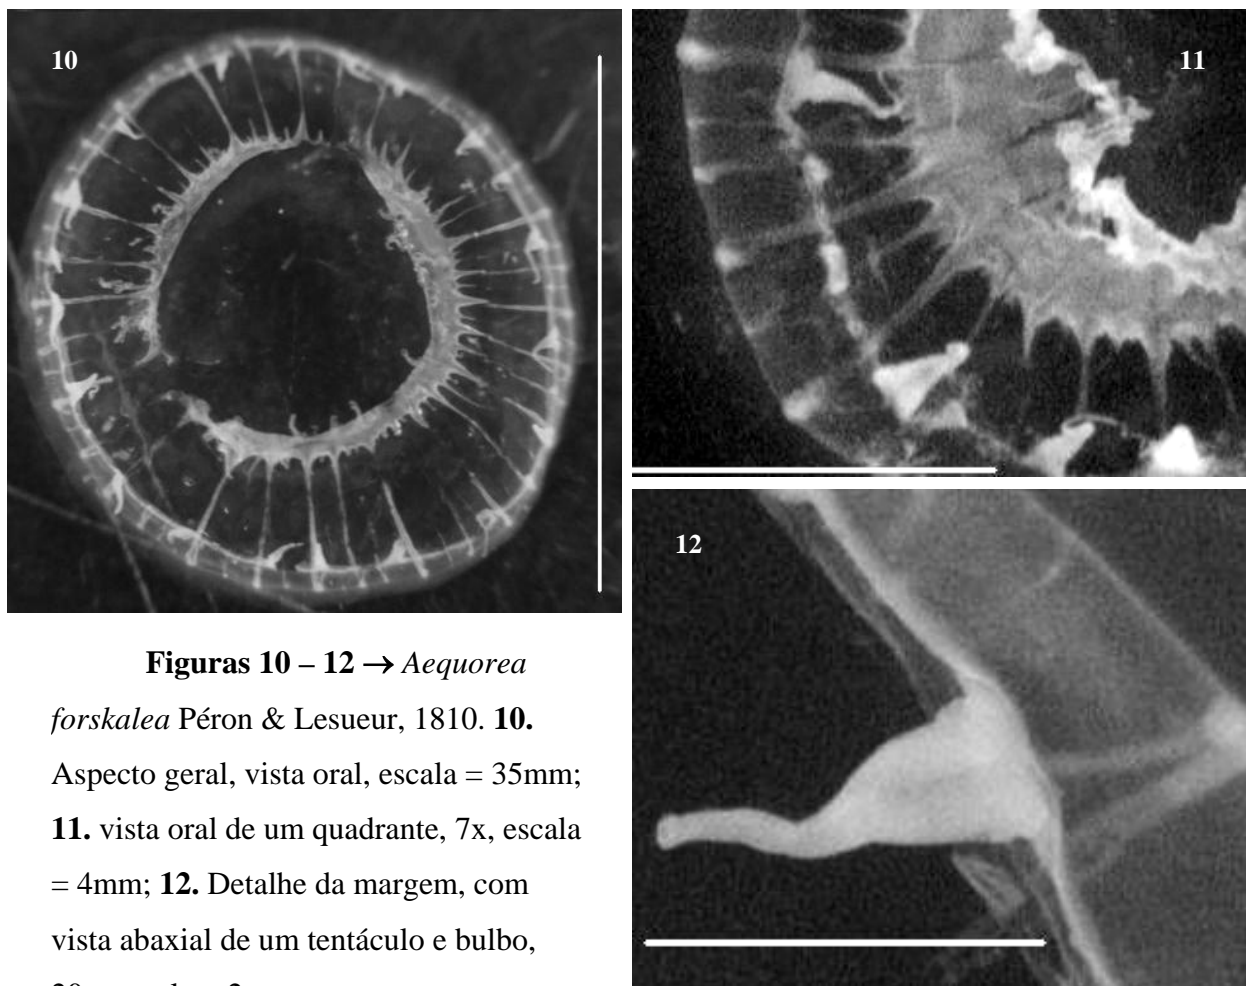 10
11
12
Figuras 10 – 12 → Aequorea
forskalea Péron & Lesueur, 1810. 10.
Aspecto geral, vista oral, escala = 35mm;
11. vista oral de um quadrante, 7x, escala
= 4mm; 12. Detalhe da margem, com
vista abaxial de um tentáculo e bulbo,